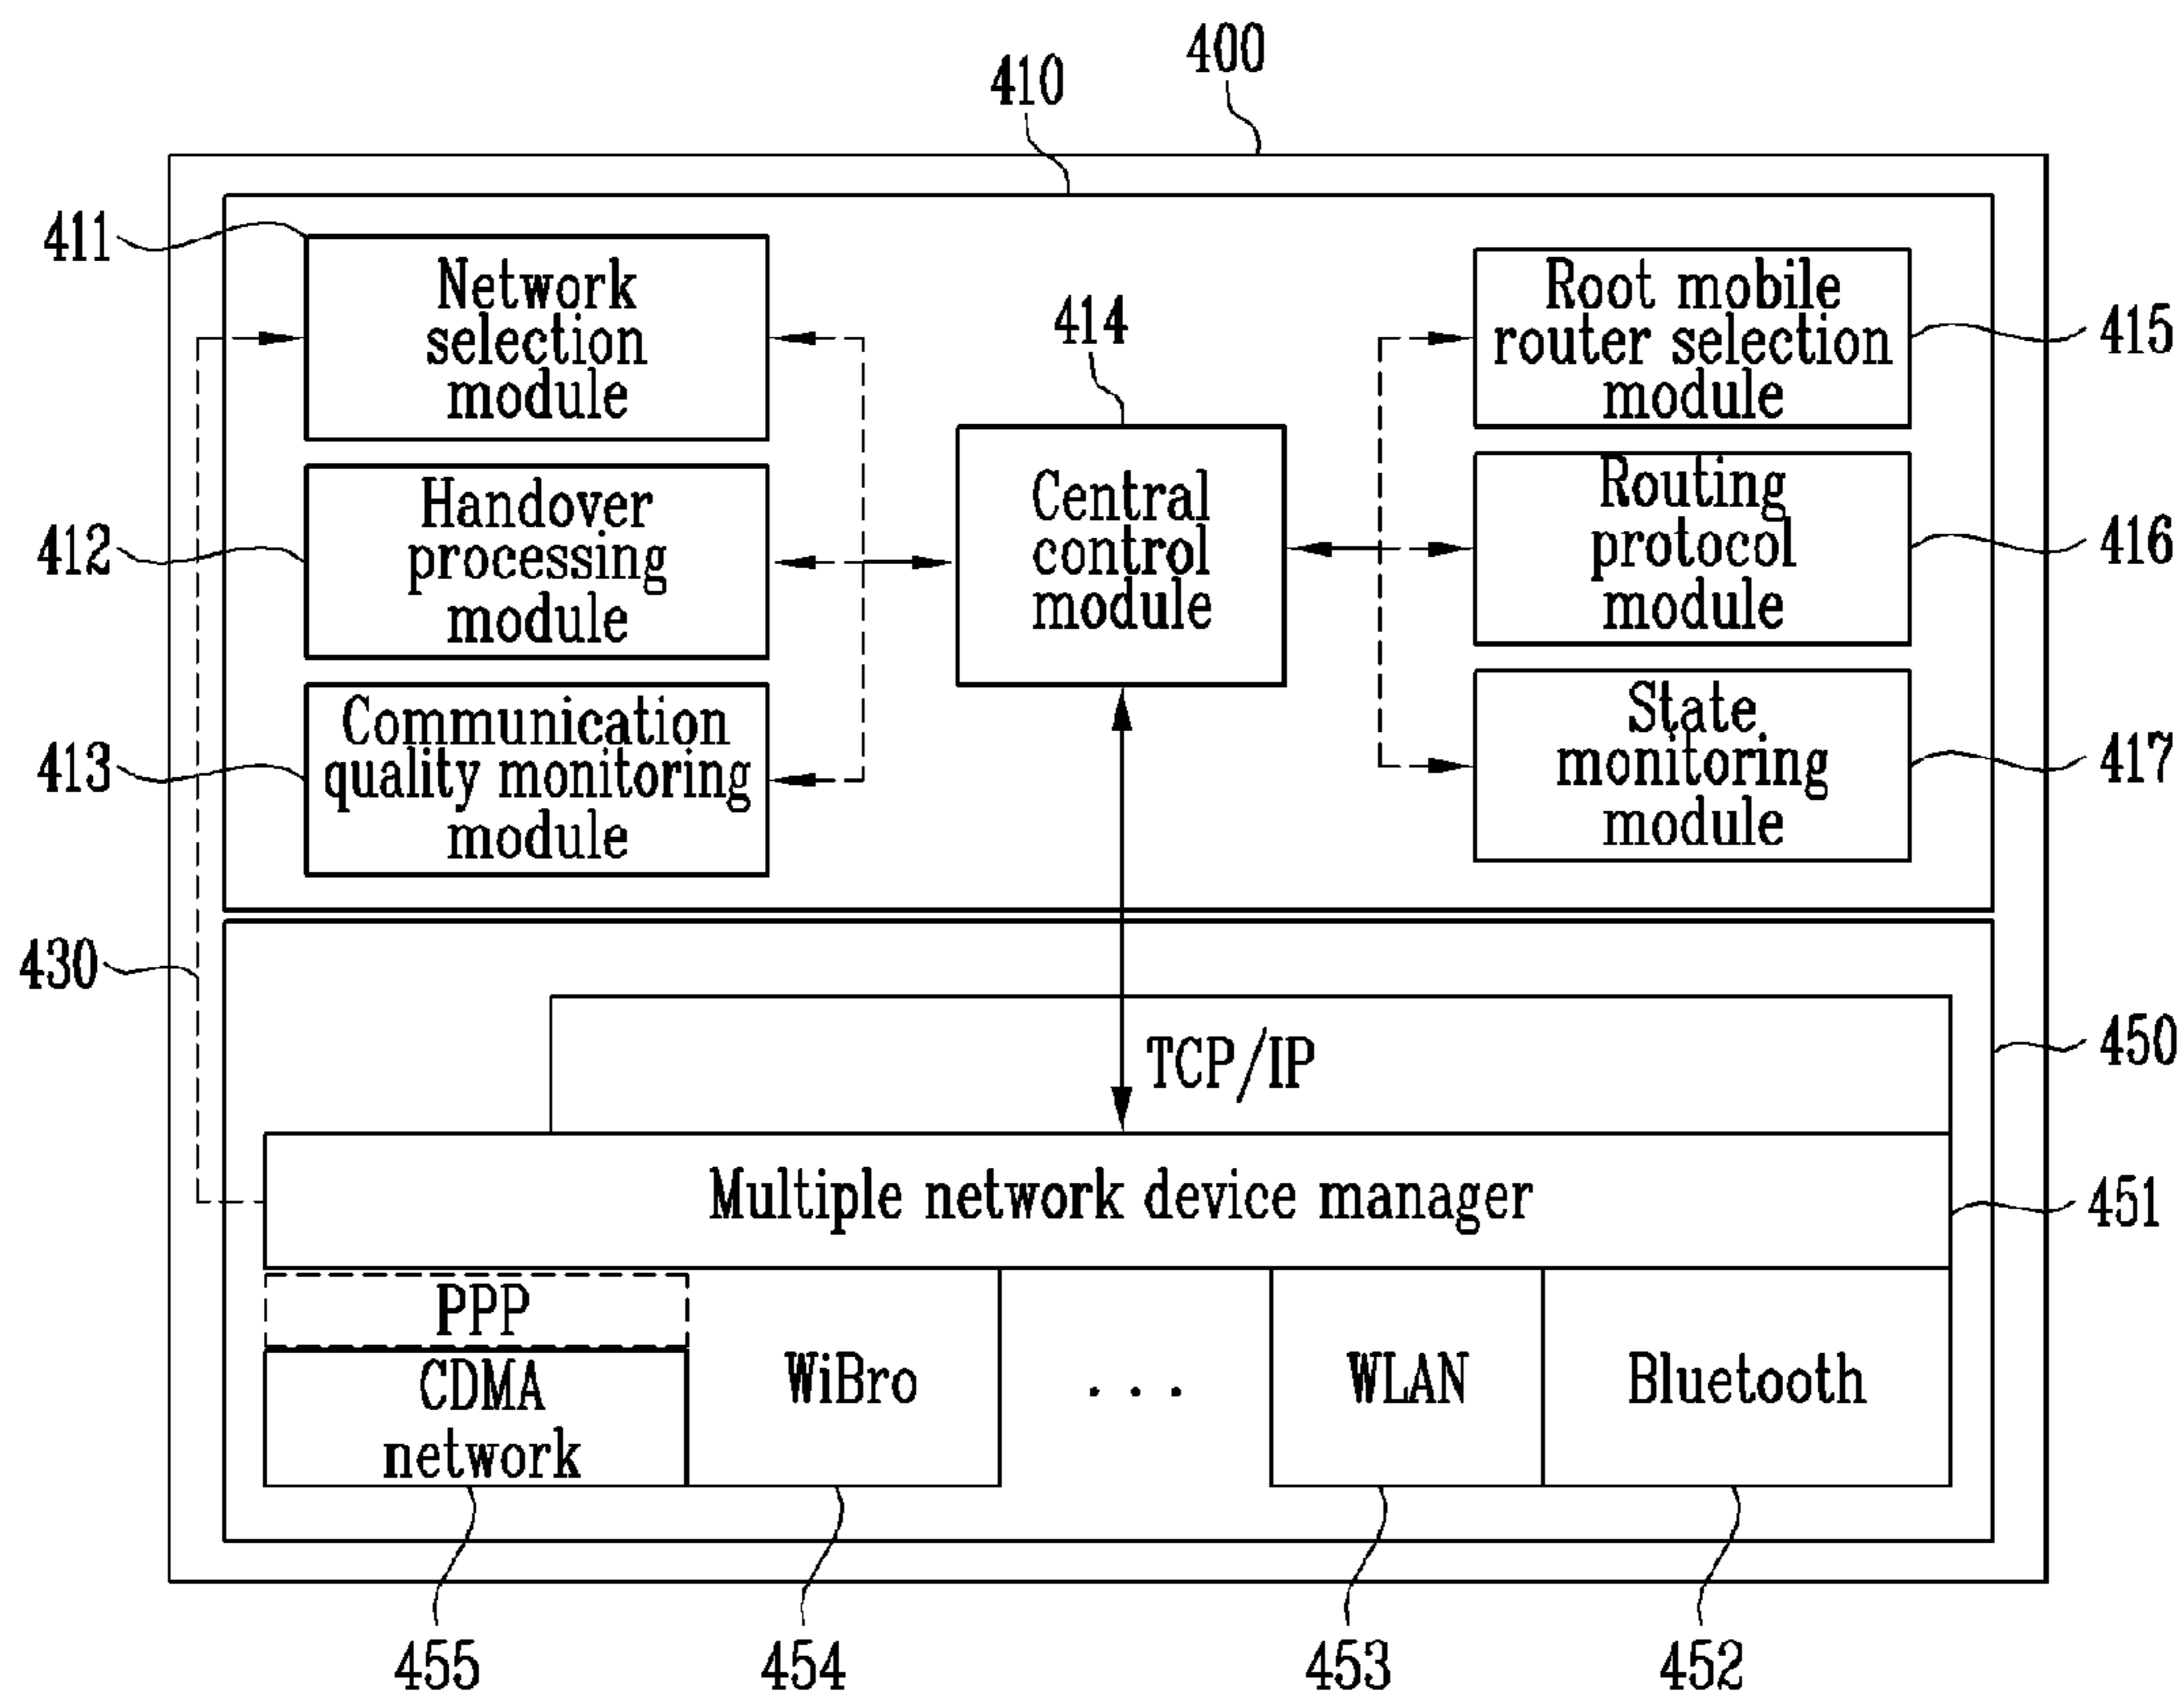 400
410
411
Network
selection
module
414
Root mobile
router selection
module
415
412
Handover
processing
module
Central
control
module
Routing
protocol
module
416
413
Communication
quality monitoring
module
State
monitoring
module
417
430
TCP/IP
450
Multiple network device manager
451
PPP
CDMA
network
WiBro
...
WLAN
Bluetooth
455
454
453
452